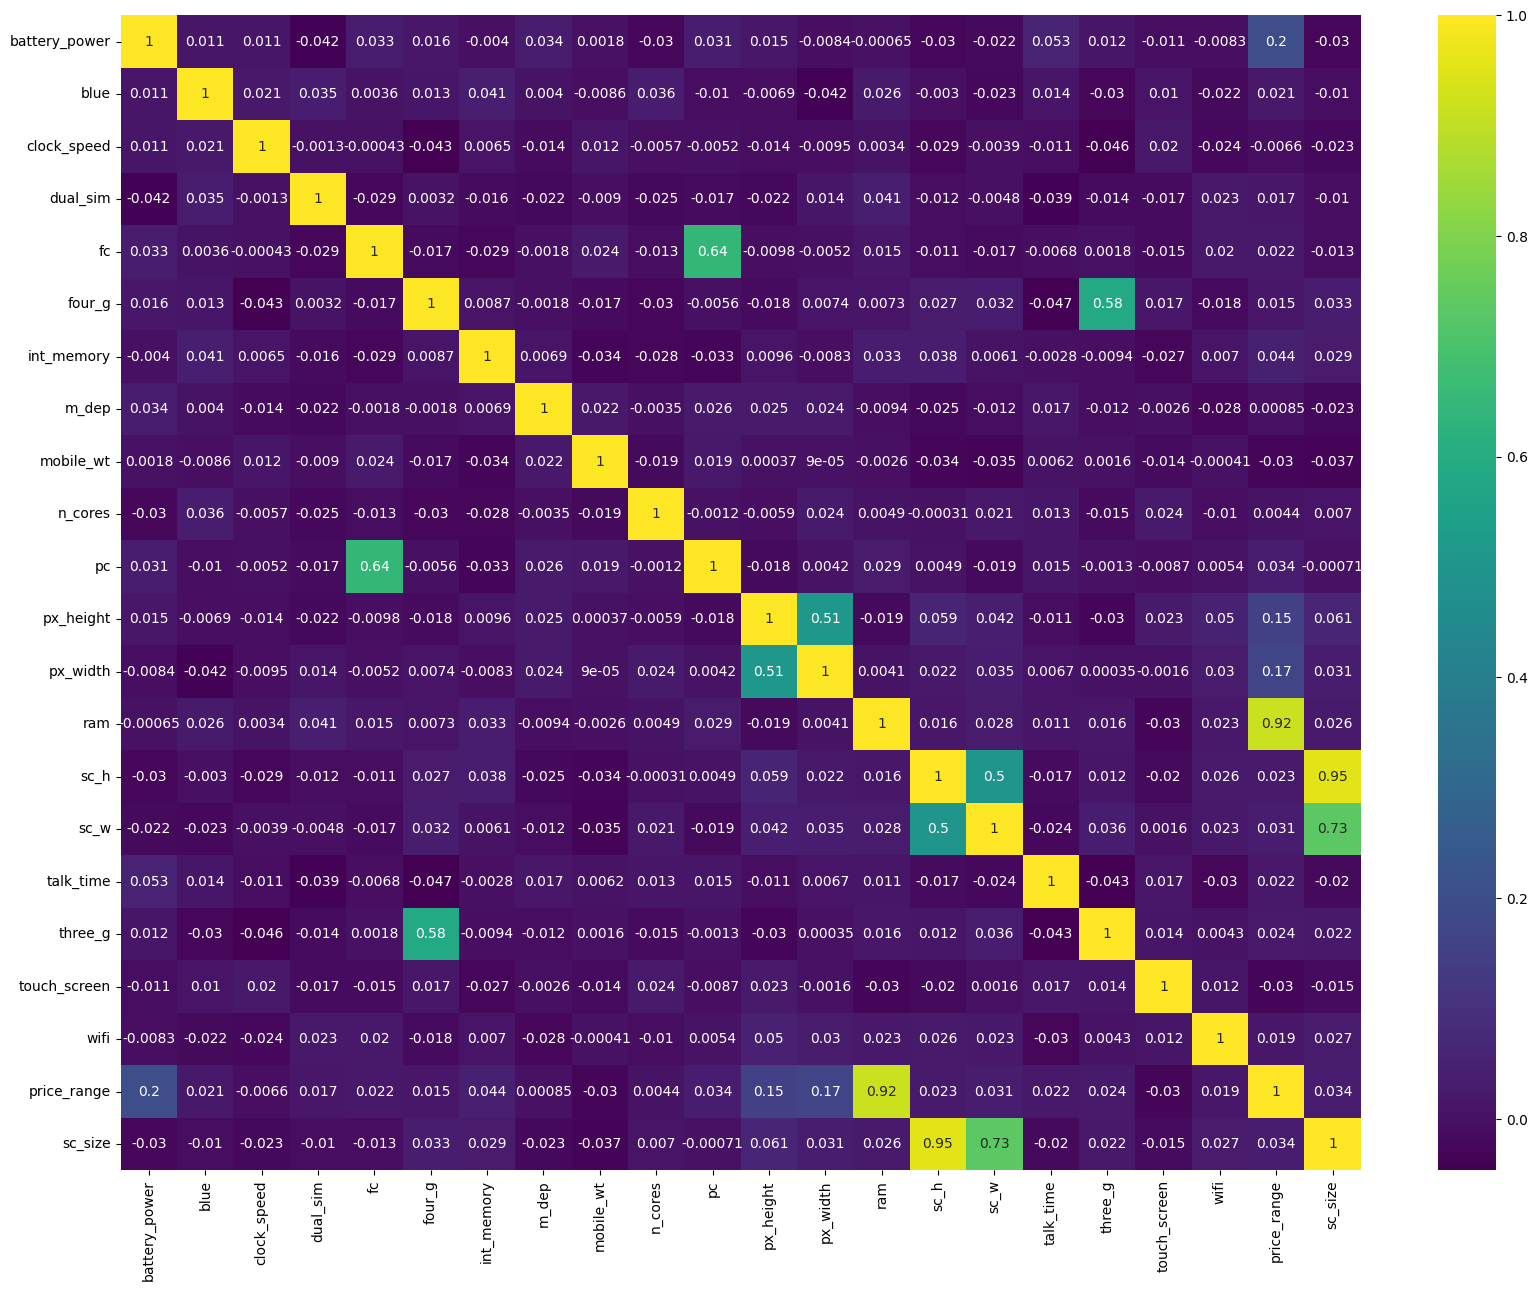 battery_power 1 0.011 0.011 -0.042 0.033 0.016 -0.004 0.034 0.0018 -0.03 0.031 0.015 -0.0084 -0.00065 -0.03 -0.022 0.053 0.012 -0.011 -0.0083 0.2 -0.03
blue 0.011 1 0.021 0.035 0.0036 0.013 0.041 0.004 -0.0086 0.036 -0.01 -0.0069 -0.042 0.026 -0.003 -0.023 0.014 -0.03 0.01 -0.022 0.021 -0.01
clock_speed 0.011 0.021 1 -0.0013 -0.00043 -0.043 0.0065 -0.014 0.012 -0.0057 -0.0052 -0.014 -0.0095 0.0034 -0.029 -0.0039 -0.011 -0.046 0.02 -0.024 -0.0066 -0.023
dual_sim -0.042 0.035 -0.0013 1 -0.029 0.0032 -0.016 -0.022 -0.009 -0.025 -0.017 -0.022 0.014 0.041 -0.012 -0.0048 -0.039 -0.014 -0.017 0.023 0.017 -0.01
fc 0.033 0.0036 -0.00043 -0.029 1 -0.017 -0.029 -0.0018 0.024 -0.013 0.64 -0.0098 -0.0052 0.015 -0.011 -0.017 -0.0068 0.0018 -0.015 0.02 0.022 -0.013
four_g 0.016 0.013 -0.043 0.0032 -0.017 1 0.0087 -0.0018 -0.017 -0.03 -0.0056 -0.018 0.0074 0.0073 0.027 0.032 -0.047 0.58 0.017 -0.018 0.015 0.033
int_memory -0.004 0.041 0.0065 -0.016 -0.029 0.0087 1 0.0069 -0.034 -0.028 -0.033 0.0096 -0.0083 0.033 0.038 0.0061 -0.0028 -0.0094 -0.027 0.007 0.044 0.029
m_dep 0.034 0.004 -0.014 -0.022 -0.0018 -0.0018 0.0069 1 0.022 -0.0035 0.026 0.025 0.024 -0.0094 -0.025 -0.012 0.017 -0.012 -0.0026 -0.028 0.00085 -0.023
mobile_wt 0.0018 -0.0086 0.012 -0.009 0.024 -0.017 -0.034 0.022 1 -0.019 0.019 0.00037 9e-05 -0.0026 -0.034 -0.035 0.0062 0.0016 -0.014 -0.00041 -0.03 -0.037
n_cores -0.03 0.036 -0.0057 -0.025 -0.013 -0.03 -0.028 -0.0035 -0.019 1 -0.0012 -0.0059 0.024 0.0049 -0.00031 0.021 0.013 -0.015 0.024 -0.01 0.0044 0.007
pc 0.031 -0.01 -0.0052 -0.017 0.64 -0.0056 -0.033 0.026 0.019 -0.0012 1 -0.018 0.0042 0.029 0.0049 -0.019 0.015 -0.0013 -0.0087 0.0054 0.034 -0.00071
px_height 0.015 -0.0069 -0.014 -0.022 -0.0098 -0.018 0.0096 0.025 0.00037 -0.0059 -0.018 1 0.51 -0.019 0.059 0.042 -0.011 -0.03 0.023 0.05 0.15 0.061
px_width -0.0084 -0.042 -0.0095 0.014 -0.0052 0.0074 -0.0083 0.024 9e-05 0.024 0.0042 0.51 1 0.0041 0.022 0.035 0.0067 0.00035 -0.0016 0.03 0.17 0.031
ram -0.00065 0.026 0.0034 0.041 0.015 0.0073 0.033 -0.0094 -0.0026 0.0049 0.029 -0.019 0.0041 1 0.016 0.028 0.011 0.016 -0.03 0.023 0.92 0.026
sc_h -0.03 -0.003 -0.029 -0.012 -0.011 0.027 0.038 -0.025 -0.034 -0.00031 0.0049 0.059 0.022 0.016 1 0.5 -0.017 0.012 -0.02 0.026 0.023 0.95
sc_w -0.022 -0.023 -0.0039 -0.0048 -0.017 0.032 0.0061 -0.012 -0.035 0.021 -0.019 0.042 0.035 0.028 0.5 1 -0.024 0.036 0.0016 0.023 0.031 0.73
talk_time 0.053 0.014 -0.011 -0.039 -0.0068 -0.047 -0.0028 0.017 0.0062 0.013 0.015 -0.011 0.0067 0.011 -0.017 -0.024 1 -0.043 0.017 -0.03 0.022 -0.02
three_g 0.012 -0.03 -0.046 -0.014 0.0018 0.58 -0.0094 -0.012 0.0016 -0.015 -0.0013 -0.03 0.00035 0.016 0.012 0.036 -0.043 1 0.014 0.0043 0.024 0.022
touch_screen -0.011 0.01 0.02 -0.017 -0.015 0.017 -0.027 -0.0026 -0.014 0.024 -0.0087 0.023 -0.0016 -0.03 -0.02 0.0016 0.017 0.014 1 0.012 -0.03 -0.015
wifi -0.0083 -0.022 -0.024 0.023 0.02 -0.018 0.007 -0.028 -0.00041 -0.01 0.0054 0.05 0.03 0.023 0.026 0.023 -0.03 0.0043 0.012 1 0.019 0.027
price_range 0.2 0.021 -0.0066 0.017 0.022 0.015 0.044 0.00085 -0.03 0.0044 0.034 0.15 0.17 0.92 0.023 0.031 0.022 0.024 -0.03 0.019 1 0.034
sc_size -0.03 -0.01 -0.023 -0.01 -0.013 0.033 0.029 -0.023 -0.037 0.007 -0.00071 0.061 0.031 0.026 0.95 0.73 -0.02 0.022 -0.015 0.027 0.034 1
battery_power blue clock_speed dual_sim fc four_g int_memory m_dep mobile_wt n_cores pc px_height px_width ram sc_h sc_w talk_time three_g touch_screen wifi price_range sc_size
1.0
0.8
0.6
0.4
0.2
0.0